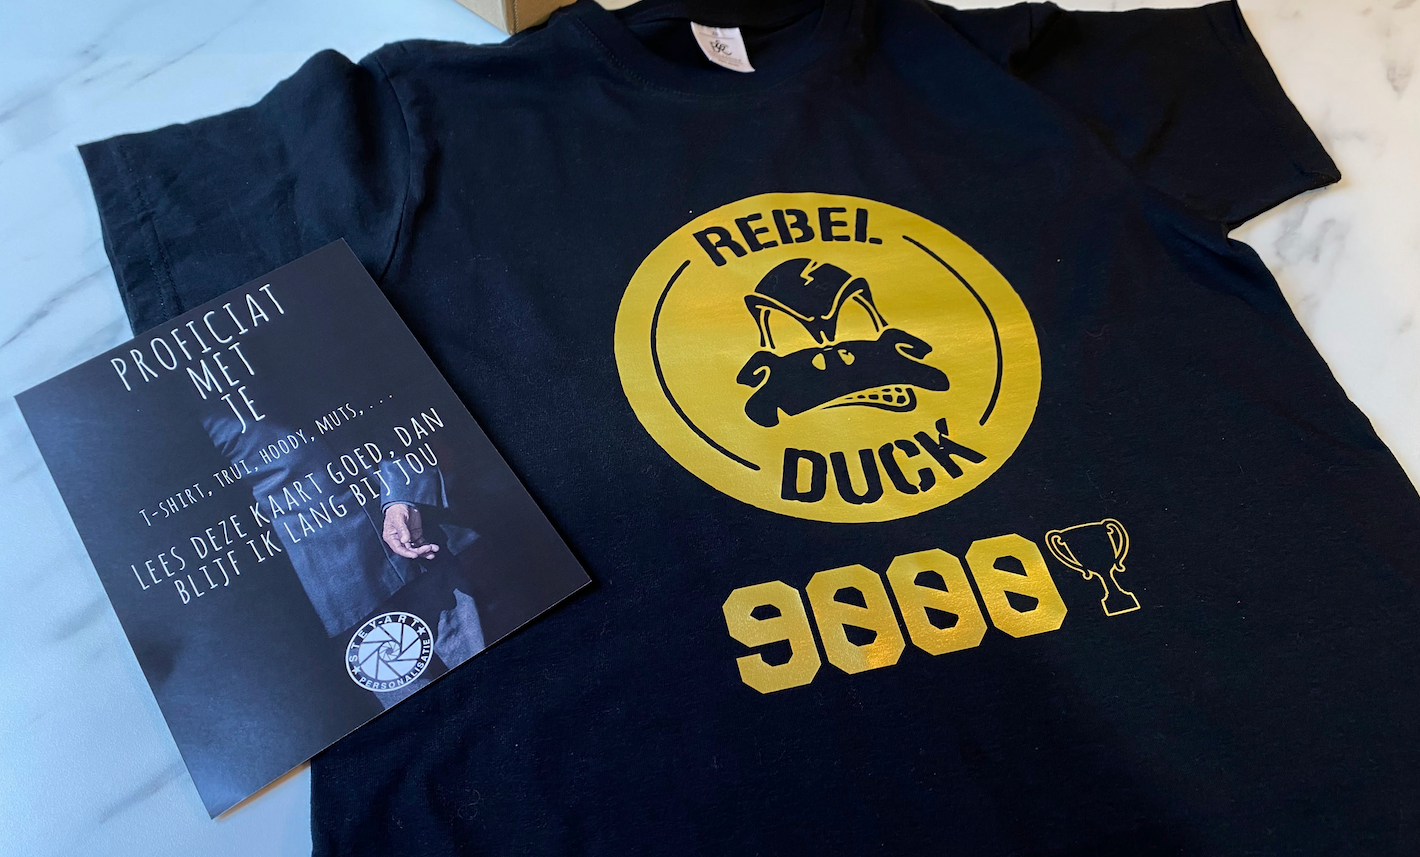 PROFICIAT
MET
JE
T-SHIRT, TRUI, HOODY, MUTS, ....
LEES DEZE KAART GOED, DAN
BLIJF IK LANG BIJ JOU
STEY-ART
PERSONALISATIE
REBEL
DUCK
9000